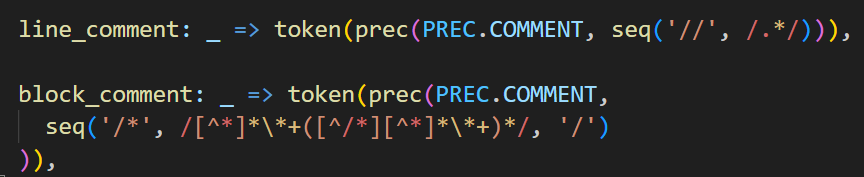 line_comment: _ => token(prec(PREC.COMMENT, seq('//', /.*/))),
block_comment: _ => token(prec(PREC.COMMENT,
seq('/*', /[^*]*\*+([^/*][^*]*\*+)*/, '/')
)),